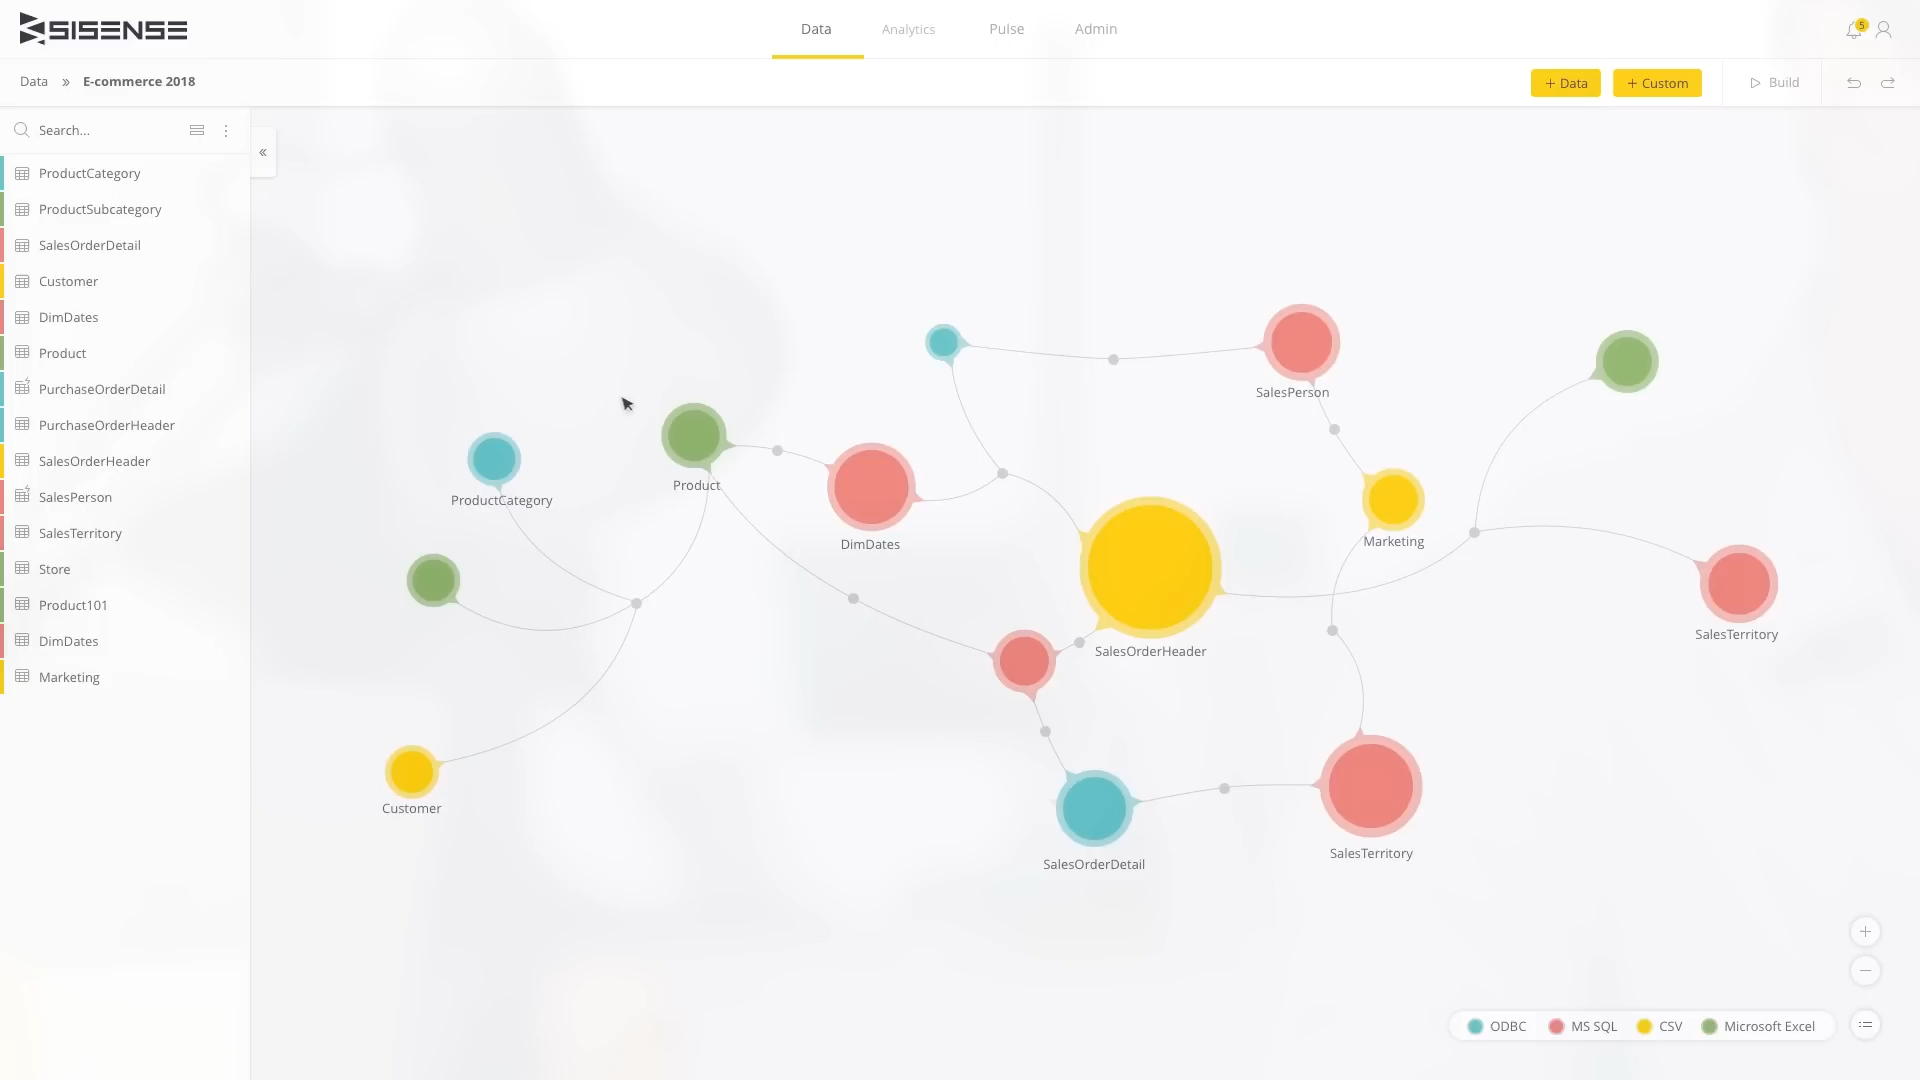 SISENSE
Data Analytics Pulse Admin
5
Data » E-commerce 2018
+ Data + Custom Build
Search...
ProductCategory
ProductSubcategory
SalesOrderDetail
Customer
DimDates
Product
PurchaseOrderDetail
PurchaseOrderHeader
SalesOrderHeader
SalesPerson
SalesTerritory
Store
Product101
DimDates
Marketing
SalesPerson
Product
ProductCategory
DimDates
Marketing
SalesTerritory
SalesOrderHeader
Customer
SalesTerritory
SalesOrderDetail
ODBC MS SQL CSV Microsoft Excel